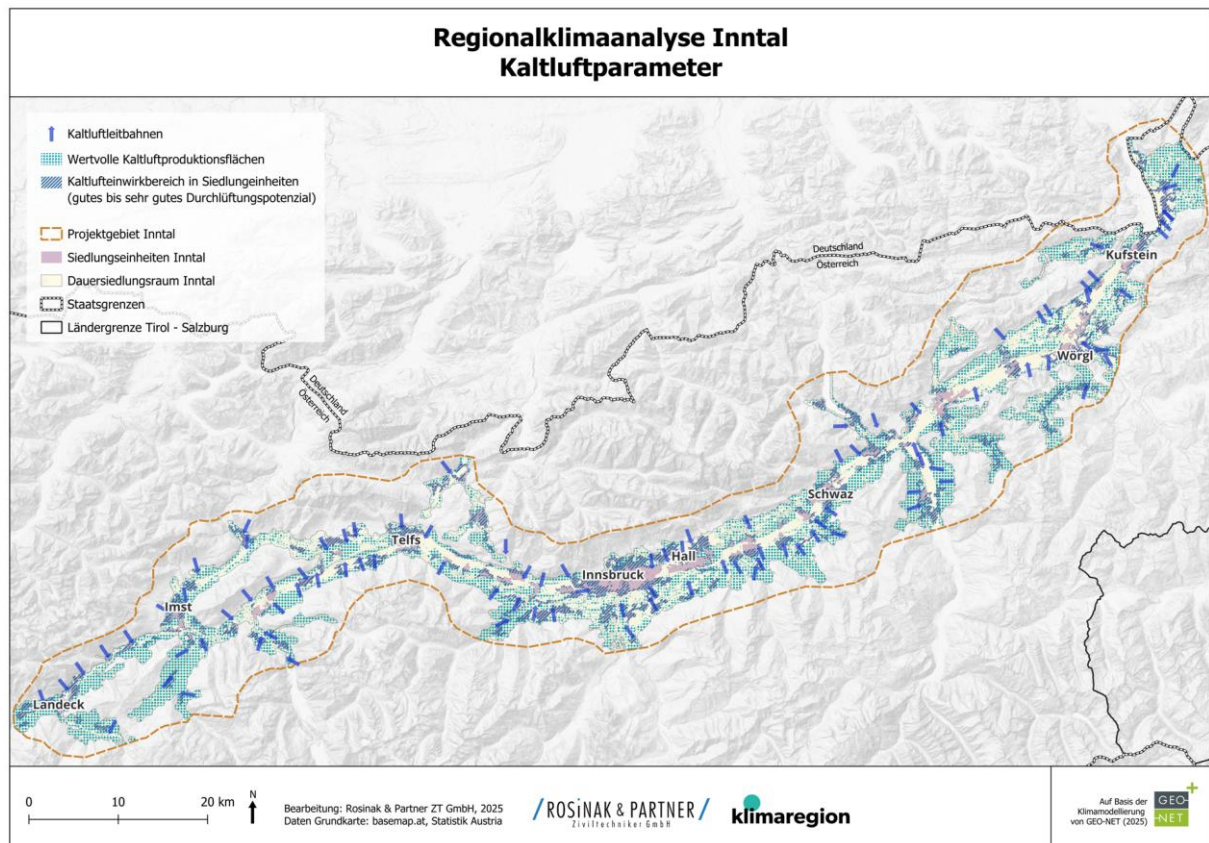 Regionalklimaanalyse Inntal
Kaltluftparameter
Kaltluftleitbahnen
Wertvolle Kaltluftproduktionsflächen
Kaltlufteinwirkbereich in Siedlungeinheiten
(gutes bis sehr gutes Durchlüftungspotenzial)
Projektgebiet Inntal
Siedlungseinheiten Inntal
Dauersiedlungsraum Inntal
Staatsgrenzen
Ländergrenze Tirol - Salzburg
Deutschland
Österreich
Kufstein
Wörgl
Deutschland
Österreich
Schwaz
Telfs
Hall
Innsbruck
Imst
Landeck
0 10 20 km
N
Bearbeitung: Rosinak & Partner ZT GmbH, 2025
Daten Grundkarte: basemap.at, Statistik Austria
ROSiNAK & PARTNER
Ziviltechniker GmbH
klimaregion
Auf Basis der
Klimamodellierung
von GEO-NET (2025)
GEO-
NET